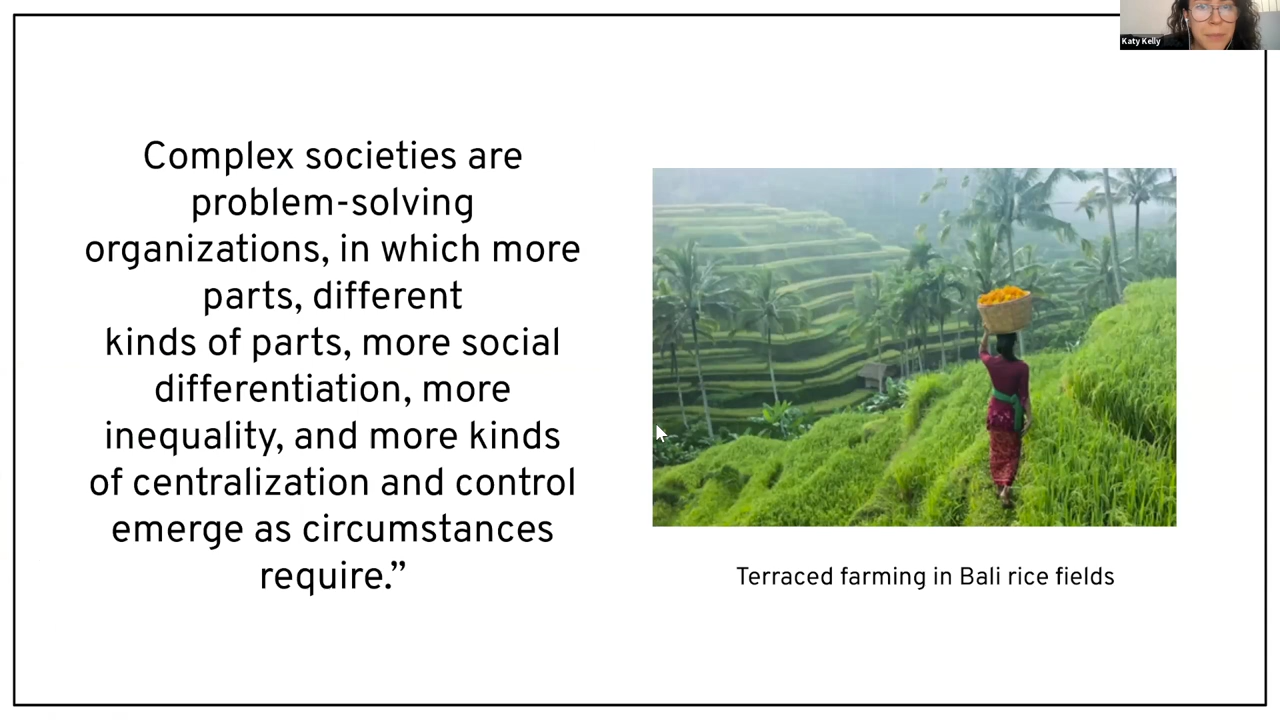 Katy Kelly
Complex societies are
problem-solving
organizations, in which more
parts, different
kinds of parts, more social
differentiation, more
inequality, and more kinds
of centralization and control
emerge as circumstances
require.”
Terraced farming in Bali rice fields